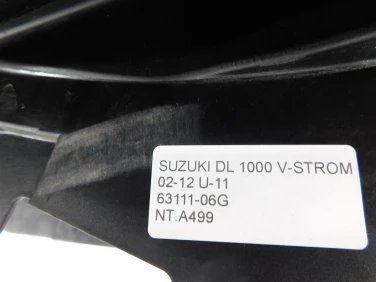 SUZUKI DL 1000 V-STROM
02-12 U-11
63111-06G
NT.A499